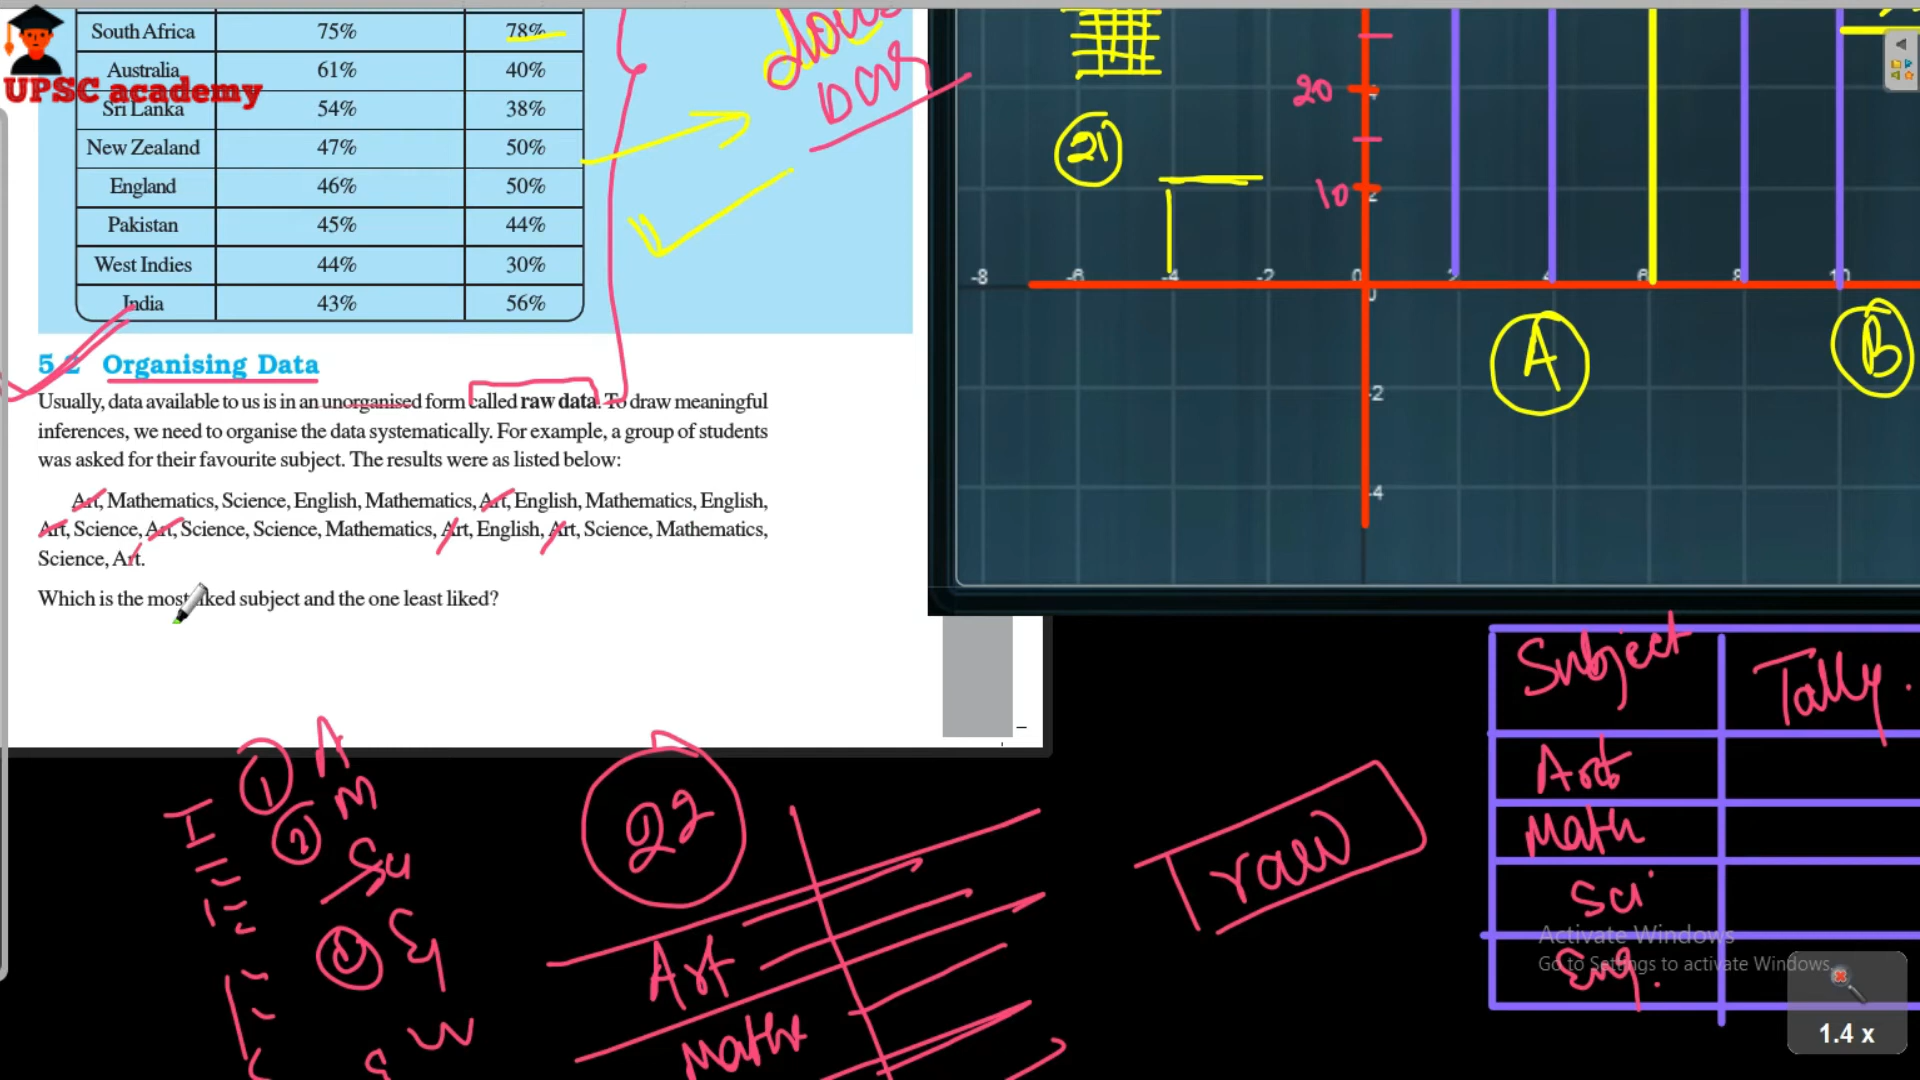 South Africa 75% 78%
Australia 61% 40%
UPSC academy
Sri Lanka 54% 38%
New Zealand 47% 50%
England 46% 50%
Pakistan 45% 44%
West Indies 44% 30%
India 43% 56%
5.2 Organising Data
Usually, data available to us is in an unorganised form called raw data. To draw meaningful
inferences, we need to organise the data systematically. For example, a group of students
was asked for their favourite subject. The results were as listed below:
Art, Mathematics, Science, English, Mathematics, Art, English, Mathematics, English,
Art, Science, Art, Science, Science, Mathematics, Art, English, Art, Science, Mathematics,
Science, Art.
Which is the most liked subject and the one least liked?
20
10 2
-8 -6 -4 -2 0 2 4 6 8 10
0
A B
-2
-4
Subject Tally
Art
Math
Sci
Eng.
1 A
2 M
22
Art
Math
raw
Activate Windows
Go to Settings to activate Windows.
1.4 x